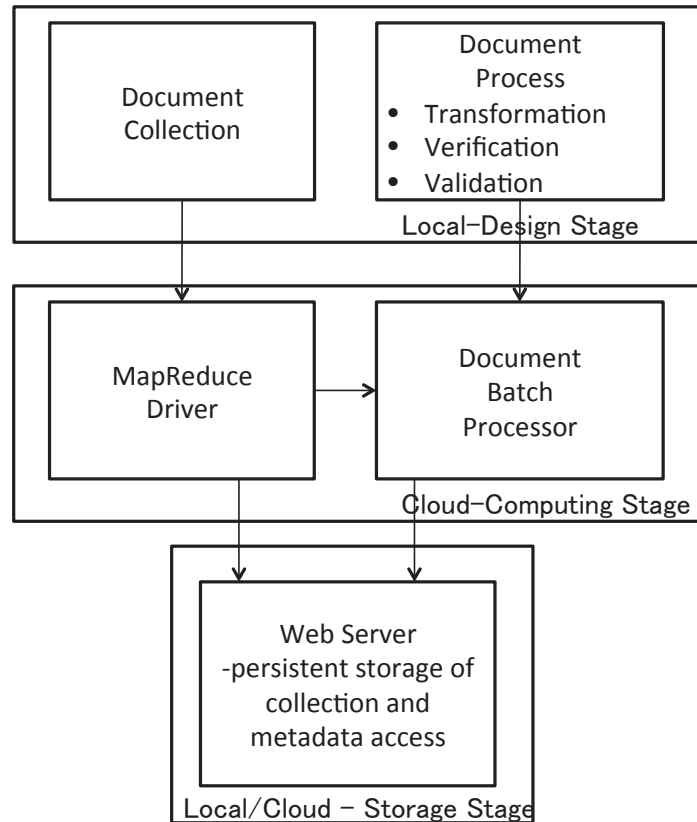 Document
Collection
Document
Process
• Transformation
• Verification
• Validation
Local-Design Stage
MapReduce
Driver
Document
Batch
Processor
Cloud-Computing Stage
Web Server
-persistent storage of
collection and
metadata access
Local/Cloud - Storage Stage